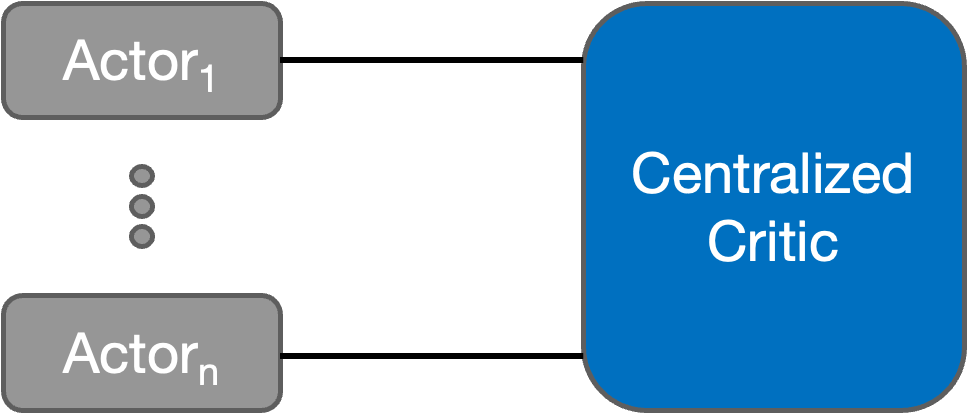 Actor₁
Centralized
Critic
Actorₙ